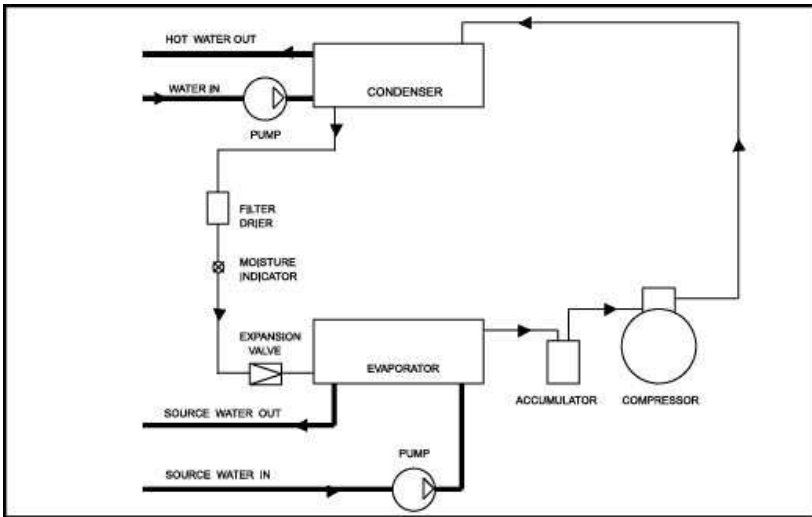 HOT WATER OUT
CONDENSER
WATER IN
PUMP
FILTER
DRIER
MOISTURE
INDICATOR
EXPANSION
VALVE
EVAPORATOR
ACCUMULATOR
COMPRESSOR
SOURCE WATER OUT
PUMP
SOURCE WATER IN